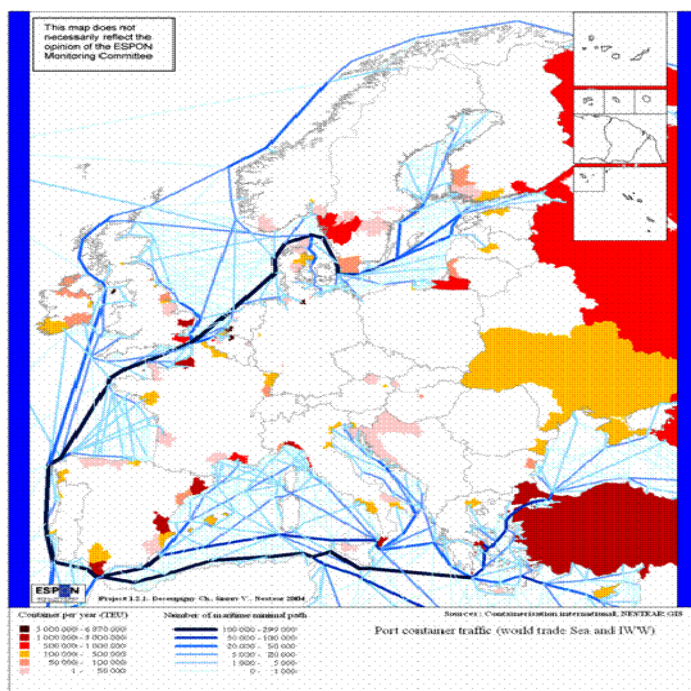 This map does not
necessarily reflect the
opinion of the ESPON
Monitoring Committee
ESPON
Project 1.2.1, Decoupigny Ch., Nestear 2004
Container per year (TEU)
3 000 000 - 6 000 000
1 000 000 - 3 000 000
500 000 - 1 000 000
100 000 - 500 000
50 000 - 100 000
1 - 50 000
Number of maritime minimal path
100 000 - 299 000
50 000 - 100 000
20 000 - 50 000
5 000 - 20 000
1 000 - 5 000
0 - 1 000
Sources : Containerisation international, NESTEAR GIS
Port container traffic (world trade Sea and IWW)